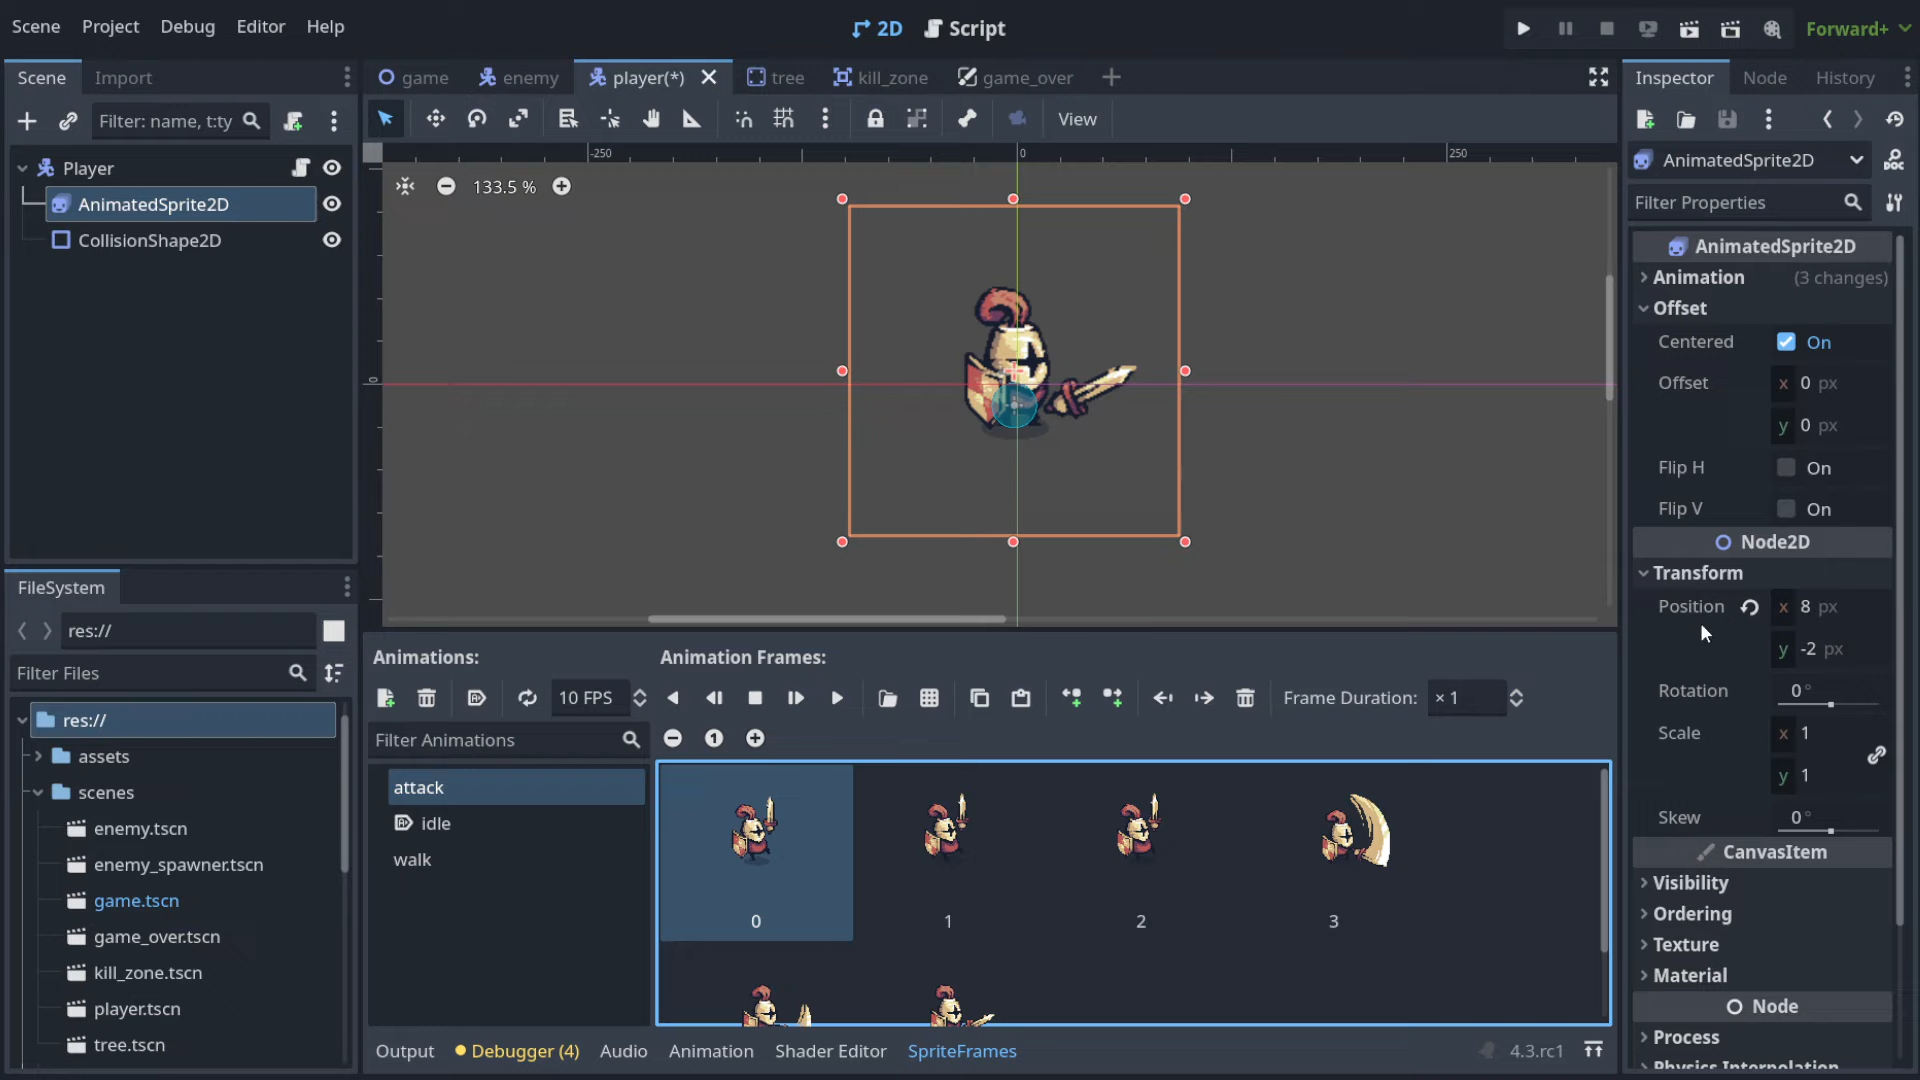 Scene Project Debug Editor Help
2D Script
Forward+
Scene Import
game enemy player(*) tree kill_zone game_over
Inspector Node History
Filter: name, t:ty
View
-250 0 250
AnimatedSprite2D
Player
AnimatedSprite2D
CollisionShape2D
133.5 %
0
Filter Properties
AnimatedSprite2D
Animation (3 changes)
Offset
Centered On
Offset x 0 px
y 0 px
Flip H On
Flip V On
Node2D
Transform
Position x 8 px
y -2 px
Rotation 0 °
Scale x 1
y 1
Skew 0 °
CanvasItem
Visibility
Ordering
Texture
Material
Node
Process
Physics Interpolation
FileSystem
res://
Filter Files
res://
assets
scenes
enemy.tscn
enemy_spawner.tscn
game.tscn
game_over.tscn
kill_zone.tscn
player.tscn
tree.tscn
Animations:
10 FPS
Filter Animations
attack
idle
walk
Animation Frames:
Frame Duration: × 1
1
0 1 2 3
Output Debugger (4) Audio Animation Shader Editor SpriteFrames 4.3.rc1